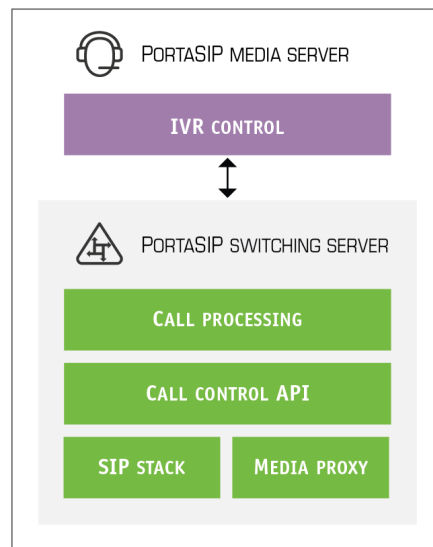 PortaSIP media server
IVR control
PortaSIP switching server
Call processing
Call control API
SIP stack
Media proxy